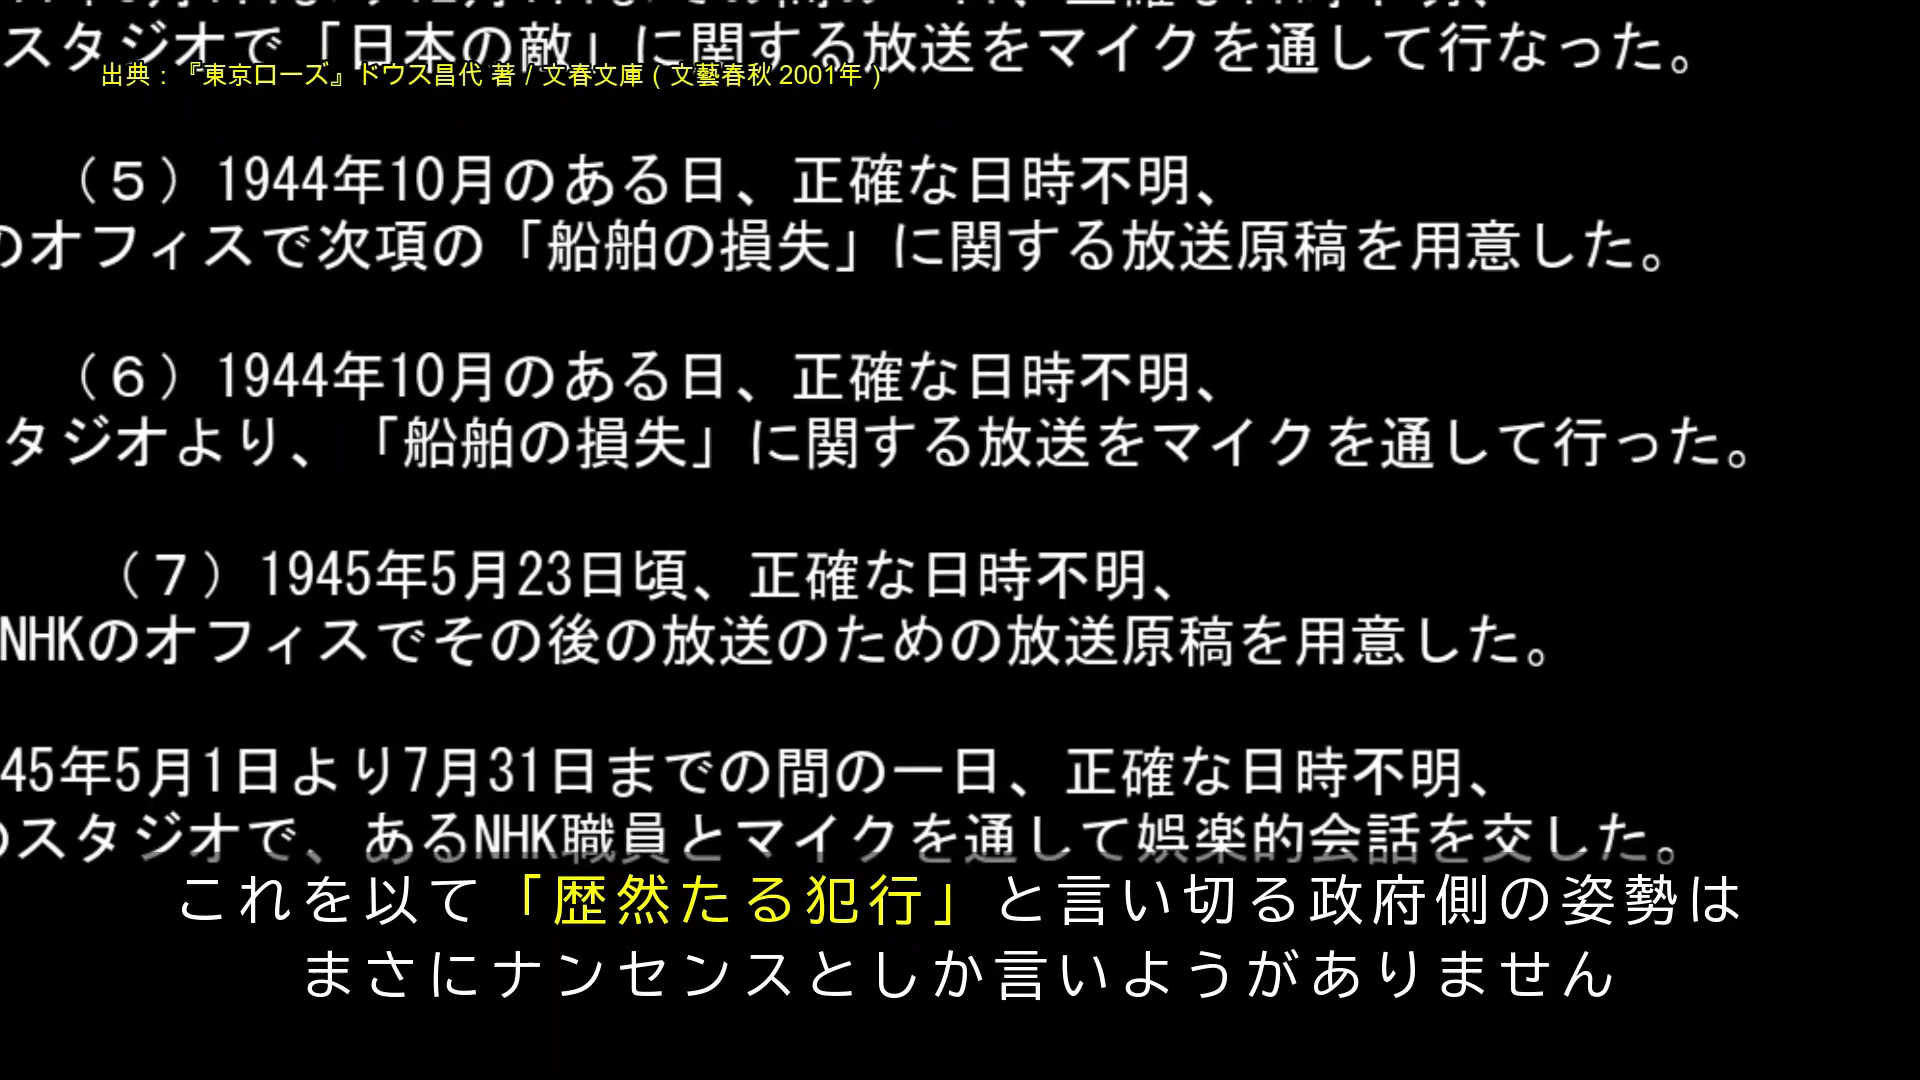 スタジオで「日本の敵」に関する放送をマイクを通して行なった。
出典：『東京ローズ』ドウス昌代 著 / 文春文庫（文藝春秋 2001年）
（５）1944年10月のある日、正確な日時不明、
のオフィスで次項の「船舶の損失」に関する放送原稿を用意した。
（６）1944年10月のある日、正確な日時不明、
タジオより、「船舶の損失」に関する放送をマイクを通して行った。
（７）1945年5月23日頃、正確な日時不明、
NHKのオフィスでその後の放送のための放送原稿を用意した。
45年5月1日より7月31日までの間の一日、正確な日時不明、
のスタジオで、あるNHK職員とマイクを通して娯楽的会話を交した。
これを以て「歴然たる犯行」と言い切る政府側の姿勢は
まさにナンセンスとしか言いようがありません